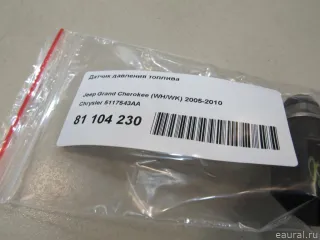 Датчик давления топлива
Jeep Grand Cherokee (WH/WK) 2005-2010
Chrysler 5117543AA
81 104 230
eaural.ru